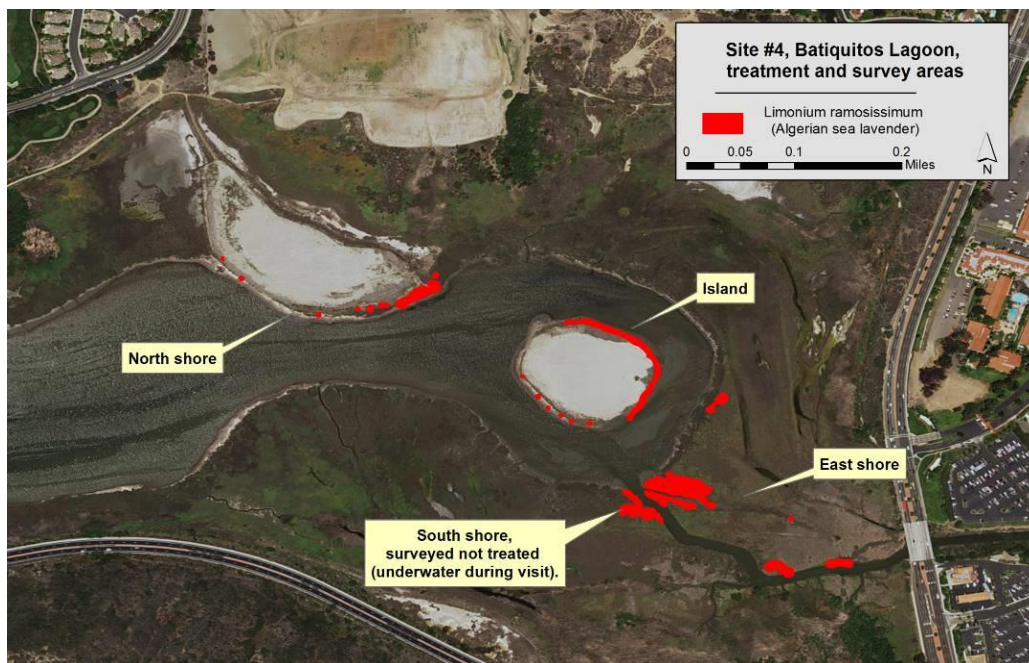 Site #4, Batiquitos Lagoon,
treatment and survey areas
Limonium ramosissimum
(Algerian sea lavender)
0 0.05 0.1 0.2
Miles
N
Island
North shore
East shore
South shore,
surveyed not treated
(underwater during visit).